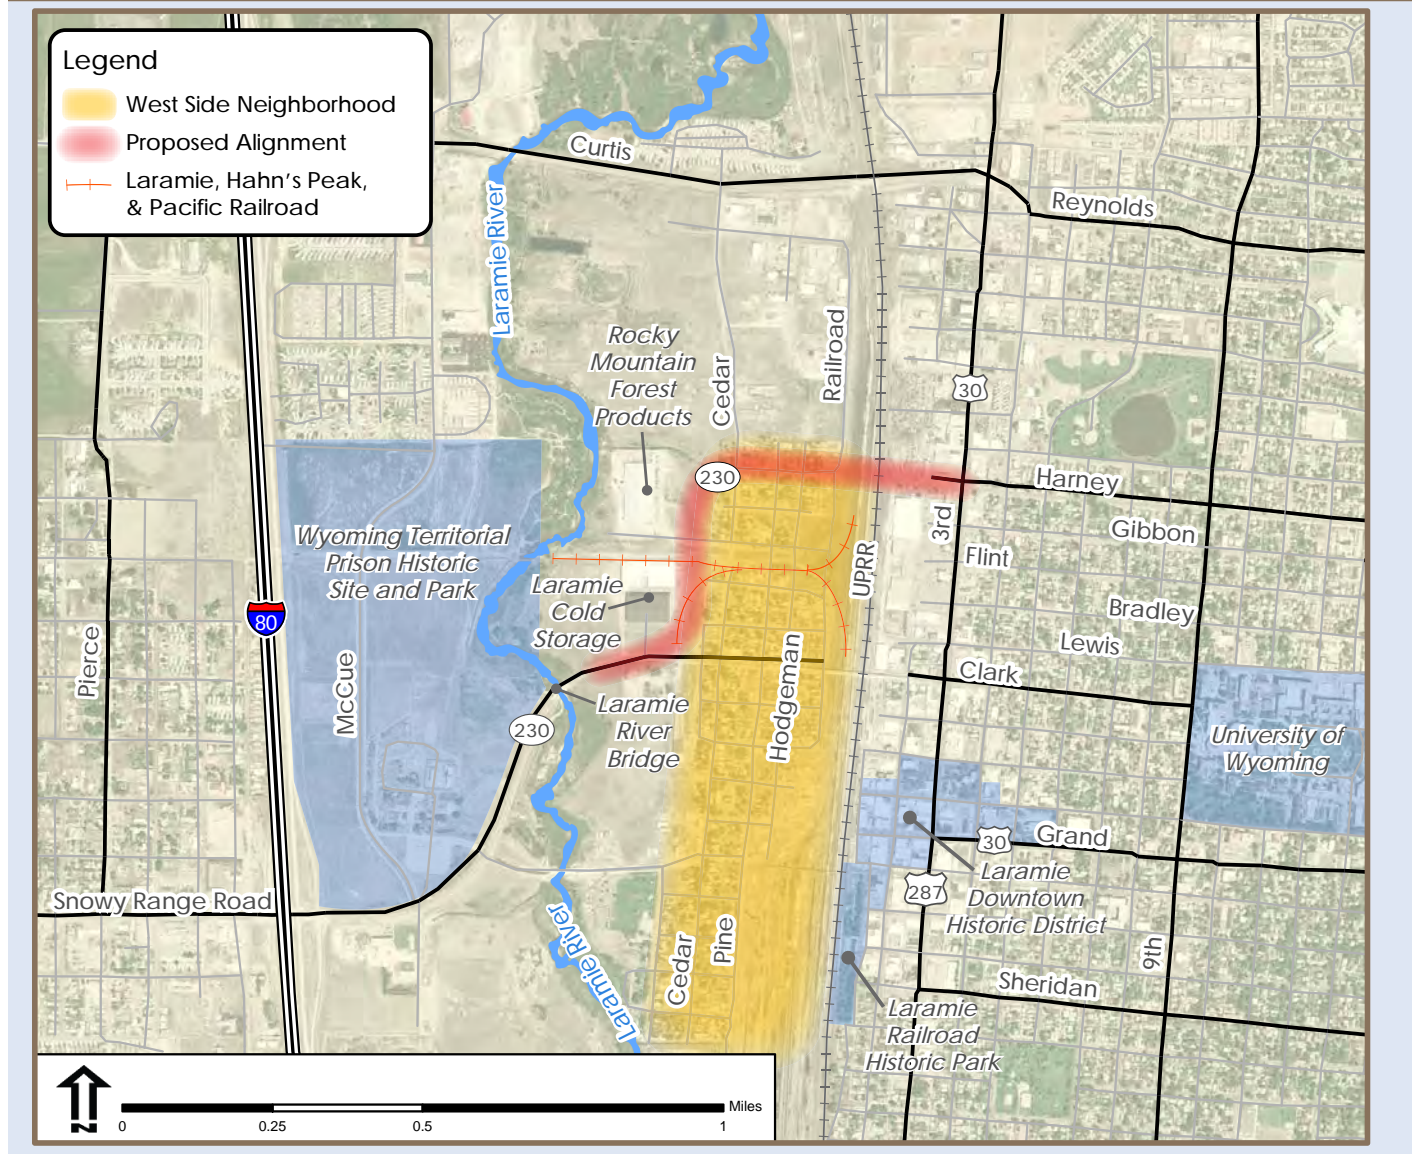 Legend
West Side Neighborhood
Proposed Alignment
Laramie, Hahn's Peak,
& Pacific Railroad
Curtis
Reynolds
Laramie River
Rocky
Mountain
Forest
Products
Cedar
Railroad
30
230
Harney
Gibbon
3rd
Flint
UPRR
Wyoming Territorial
Prison Historic
Site and Park
Laramie
Cold
Storage
Bradley
Lewis
80
Pierce
McCue
Hodgeman
Clark
Laramie
River
Bridge
230
University of
Wyoming
30
Grand
287
Laramie
Downtown
Historic District
Snowy Range Road
Laramie River
Cedar
Pine
9th
Sheridan
Laramie
Railroad
Historic Park
N
Miles
0
0.25
0.5
1